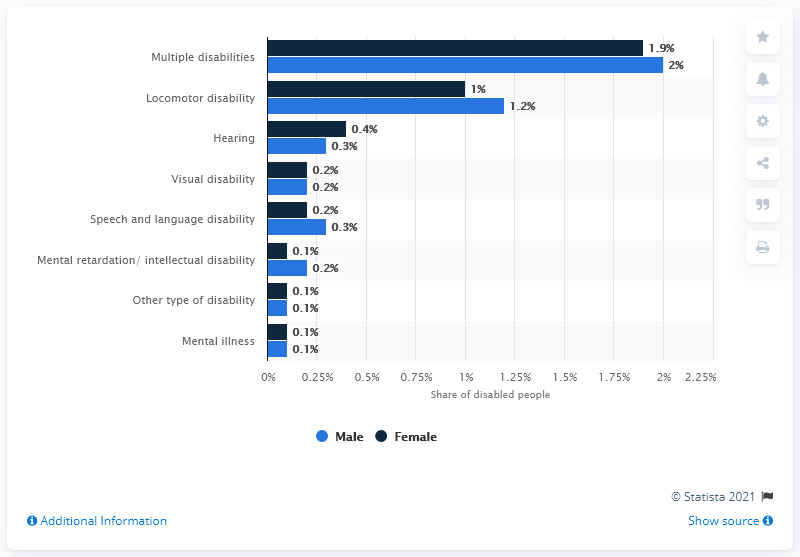 Multiple disabilities
1.9%
2%
Locomotor disability
1%
1.2%
Hearing
0.4%
0.3%
Visual disability
0.2%
0.2%
Speech and language disability
0.2%
0.3%
Mental retardation/ intellectual disability
0.1%
0.2%
Other type of disability
0.1%
0.1%
Mental illness
0.1%
0.1%
0% 0.25% 0.5% 0.75% 1% 1.25% 1.5% 1.75% 2% 2.25%
Share of disabled people
Male Female
© Statista 2021
Additional Information
Show source